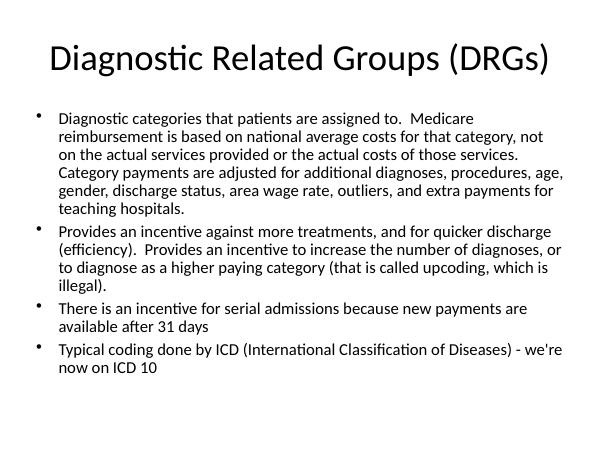 Diagnostic Related Groups (DRGs)
• Diagnostic categories that patients are assigned to.  Medicare
reimbursement is based on national average costs for that category, not
on the actual services provided or the actual costs of those services.
Category payments are adjusted for additional diagnoses, procedures, age,
gender, discharge status, area wage rate, outliers, and extra payments for
teaching hospitals.
• Provides an incentive against more treatments, and for quicker discharge
(efficiency).  Provides an incentive to increase the number of diagnoses, or
to diagnose as a higher paying category (that is called upcoding, which is
illegal).
• There is an incentive for serial admissions because new payments are
available after 31 days
• Typical coding done by ICD (International Classification of Diseases) - we're
now on ICD 10